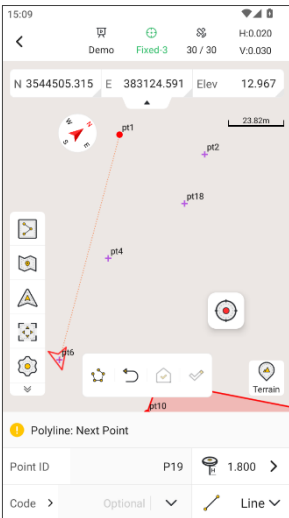 15:09
Demo
Fixed-3
30 / 30
H:0.020
V:0.030
N 3544505.315 E 383124.591 Elev 12.967
N
W
S
E
pt1
23.82m
pt2
pt18
pt4
pt6
pt10
Terrain
Polyline: Next Point
Point ID P19 1.800
Code Optional Line